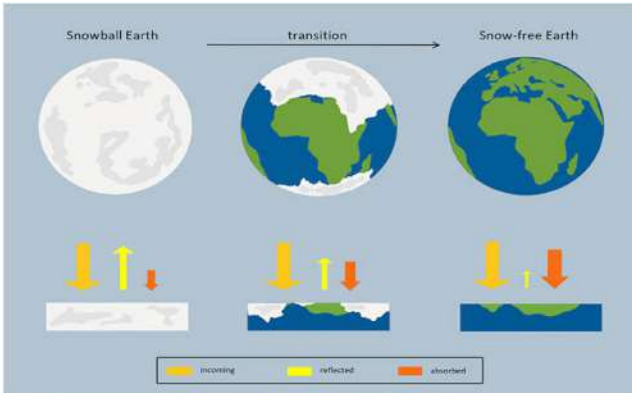 Snowball Earth
transition
Snow-free Earth
incoming
reflected
absorbed